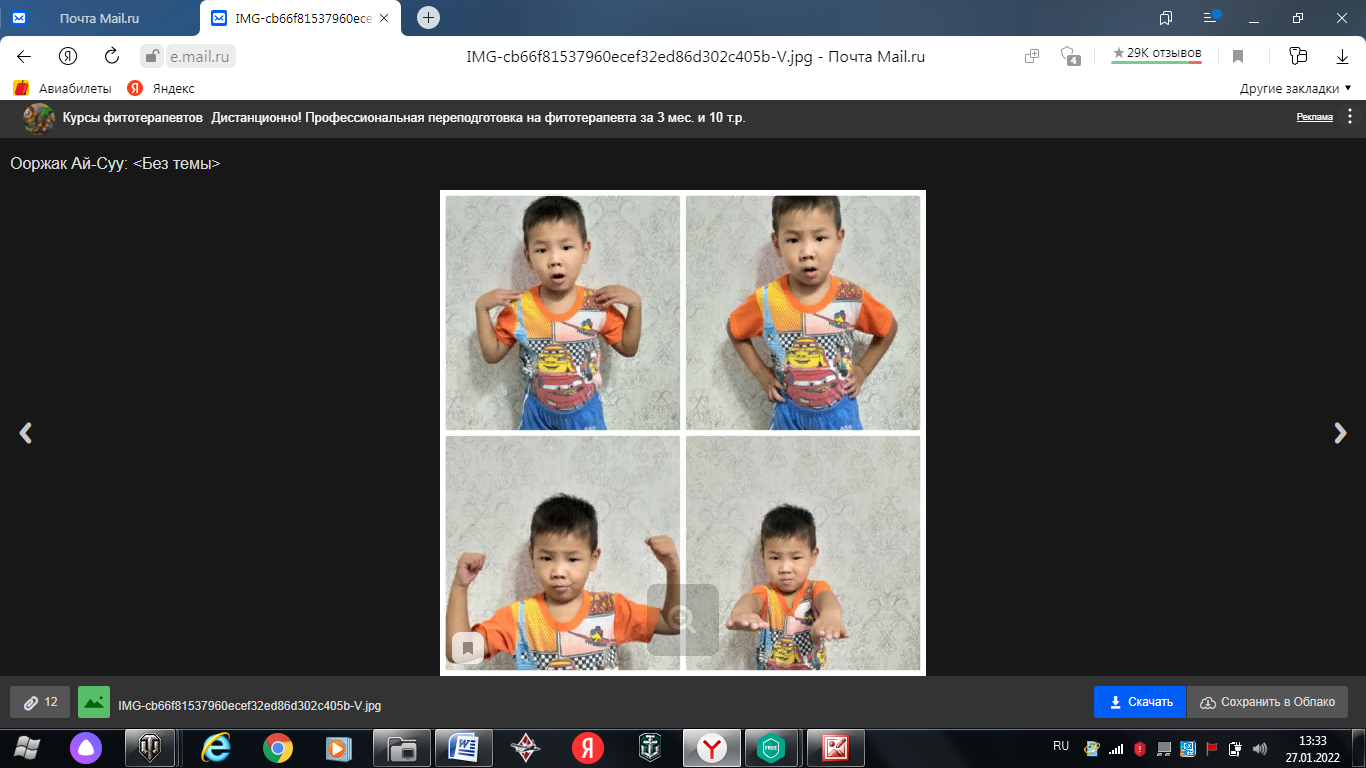 Почта Mail.ru
IMG-cb66f81537960ece
e.mail.ru
IMG-cb66f81537960ecef32ed86d302c405b-V.jpg - Почта Mail.ru
4
★ 29K отзывов
Авиабилеты
Я Яндекс
Другие закладки
Курсы фитотерапевтов Дистанционно! Профессиональная переподготовка на фитотерапевта за 3 мес. и 10 т.р.
Реклама
Ооржак Ай-Суу: <Без темы>
12
IMG-cb66f81537960ecef32ed86d302c405b-V.jpg
Скачать
Сохранить в Облако
RU
13:33
27.01.2022